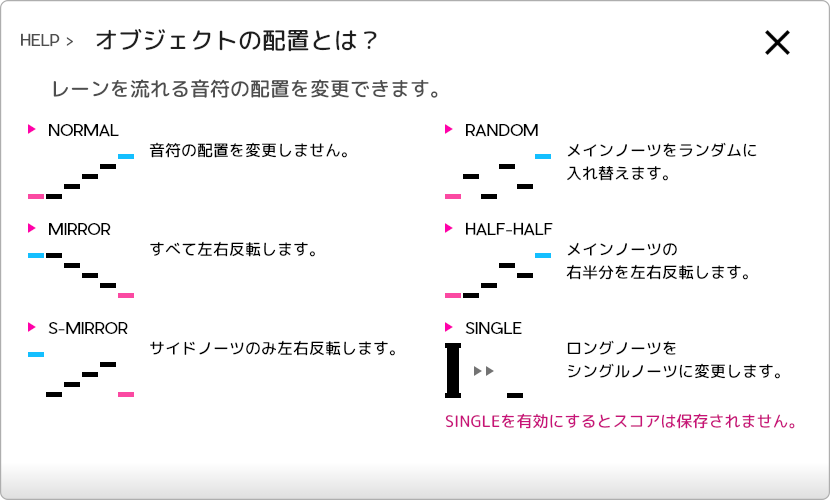 HELP > オブジェクトの配置とは？
レーンを流れる音符の配置を変更できます。
NORMAL
音符の配置を変更しません。
RANDOM
メインノーツをランダムに
入れ替えます。
MIRROR
すべて左右反転します。
HALF-HALF
メインノーツの
右半分を左右反転します。
S-MIRROR
サイドノーツのみ左右反転します。
SINGLE
ロングノーツを
シングルノーツに変更します。
SINGLEを有効にするとスコアは保存されません。